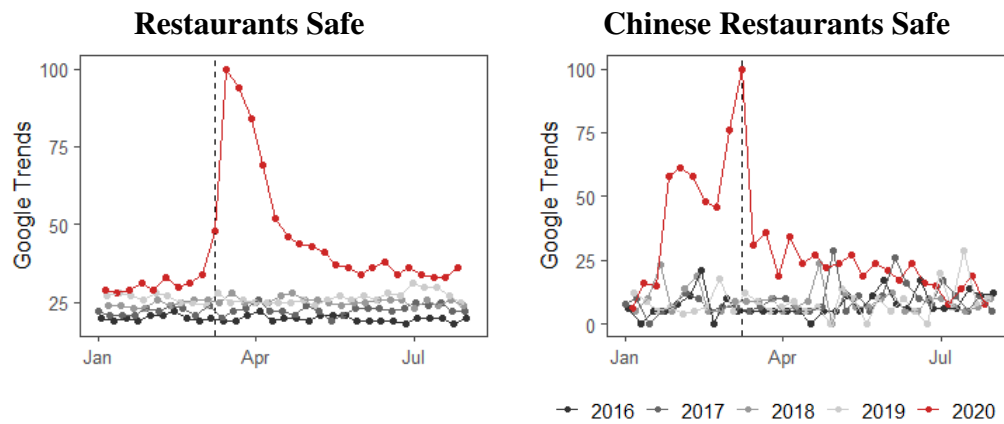 Restaurants Safe
Chinese Restaurants Safe
Google Trends
100
75
50
25
Jan
Apr
Jul
Google Trends
100
75
50
25
0
Jan
Apr
Jul
2016
2017
2018
2019
2020